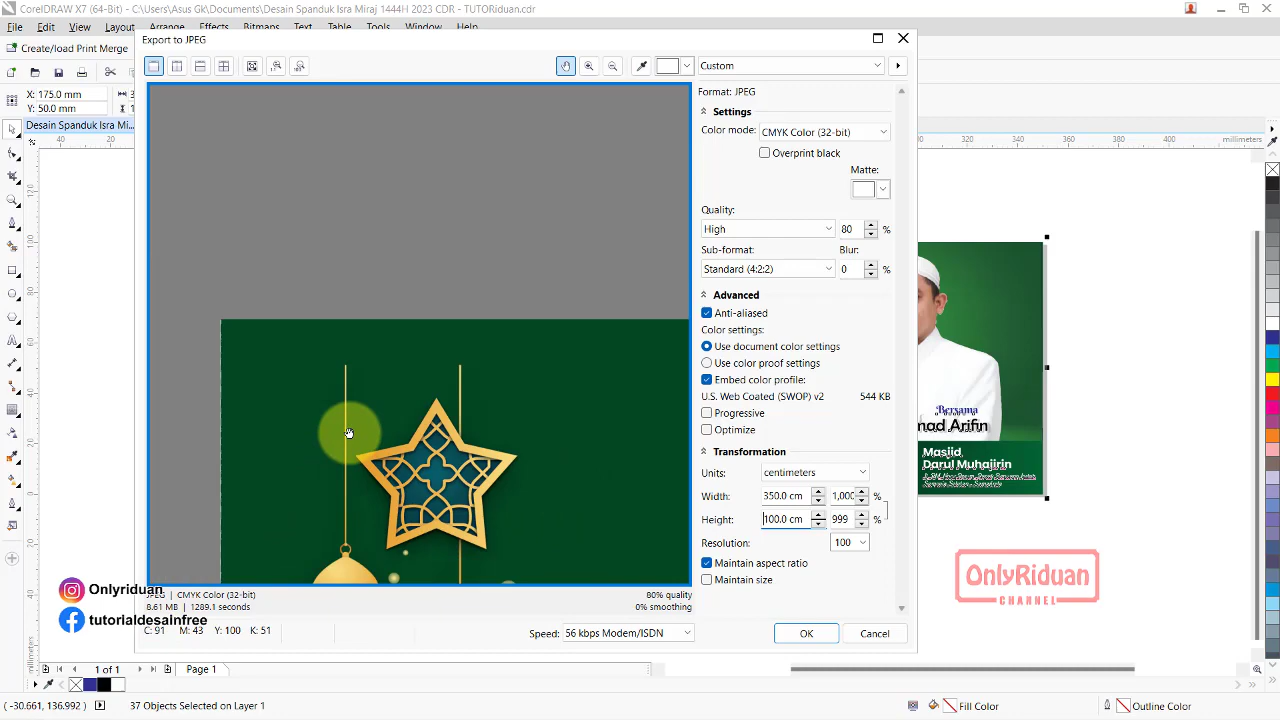 CorelDRAW X7 (64-Bit) - C:\Users\Asus Gk\Documents\Desain Spanduk Isra Miraj 1444H 2023 CDR - TUTORiduan.cdr
File Edit View Layout Arrange Effects Bitmaps Text Table Tools Window Help
Export to JPEG
Create/load Print Merge
Custom
X: 175.0 mm
Y: 50.0 mm
Format: JPEG
Settings
Desain Spanduk Isra Mi...
Color mode: CMYK Color (32-bit)
Overprint black
40 20
320 340 360 380 400 millimeters
Matte:
Quality:
High 80 %
Sub-format: Blur:
Standard (4:2:2) 0 %
Advanced
Anti-aliased
Color settings:
Use document color settings
Use color proof settings
Embed color profile:
U.S. Web Coated (SWOP) v2 544 KB
Progressive
Optimize
Transformation
Units: centimeters
Width: 350.0 cm 1,000 %
Height: 100.0 cm 999 %
Resolution: 100
Maintain aspect ratio
Maintain size
Bersama
mad Arifin
Masjid
Darul Muhajirin
OnlyRiduan
CHANNEL
Onlyriduan
tutorialdesainfree
JPEG | CMYK Color (32-bit) 80% quality
8.61 MB | 1289.1 seconds 0% smoothing
C: 91 M: 43 Y: 100 K: 51
Speed: 56 kbps Modem/ISDN
OK Cancel
1 of 1 Page 1
(-30.661, 136.992) 37 Objects Selected on Layer 1 Fill Color Outline Color